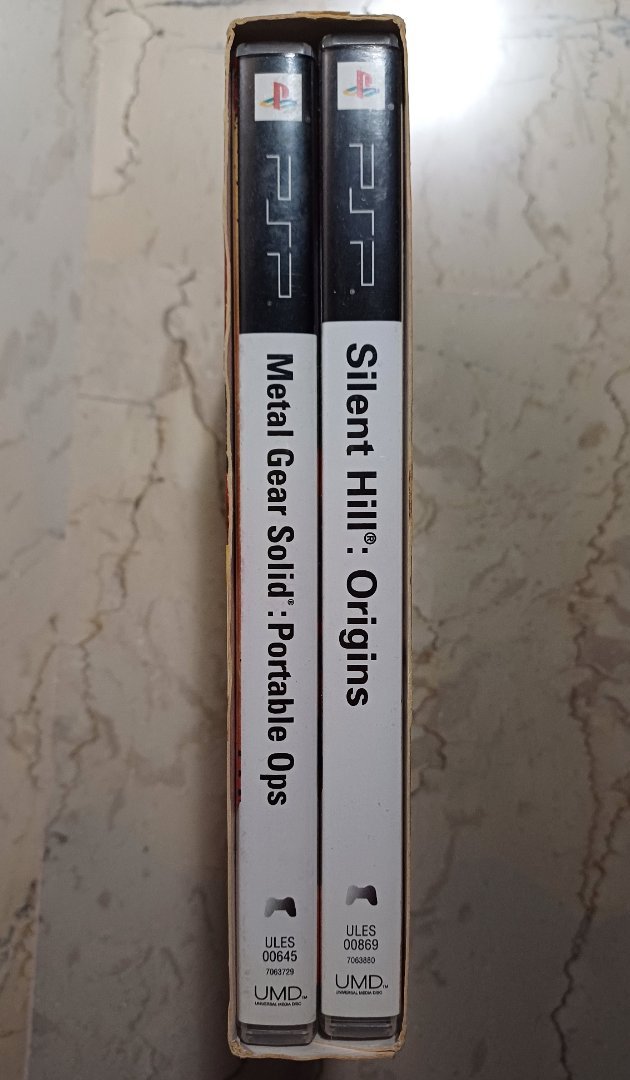 PSP
Metal Gear Solid®: Portable Ops
ULES
00645
7063729
UMD™
UNIVERSAL MEDIA DISC
PSP
Silent Hill®: Origins
ULES
00869
7063880
UMD™
UNIVERSAL MEDIA DISC